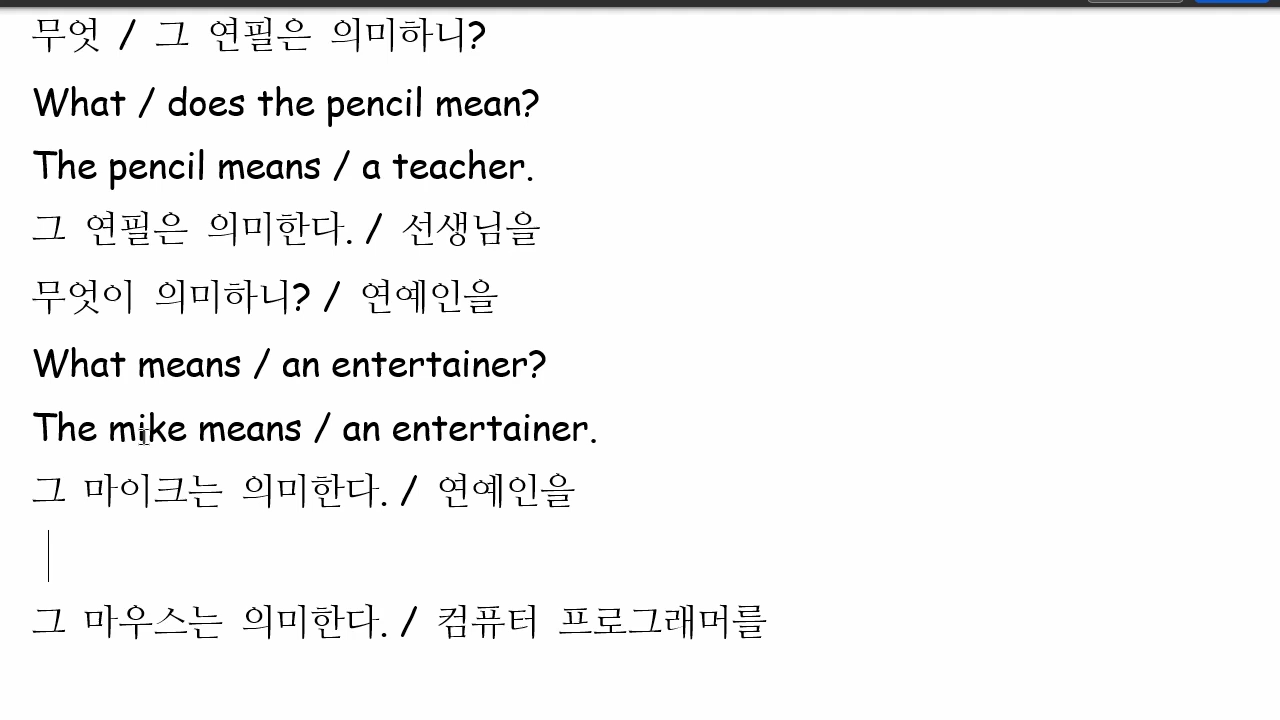 무엇 / 그 연필은 의미하니?
What / does the pencil mean?
The pencil means / a teacher.
그 연필은 의미한다. / 선생님을
무엇이 의미하니? / 연예인을
What means / an entertainer?
The mike means / an entertainer.
그 마이크는 의미한다. / 연예인을
그 마우스는 의미한다. / 컴퓨터 프로그래머를